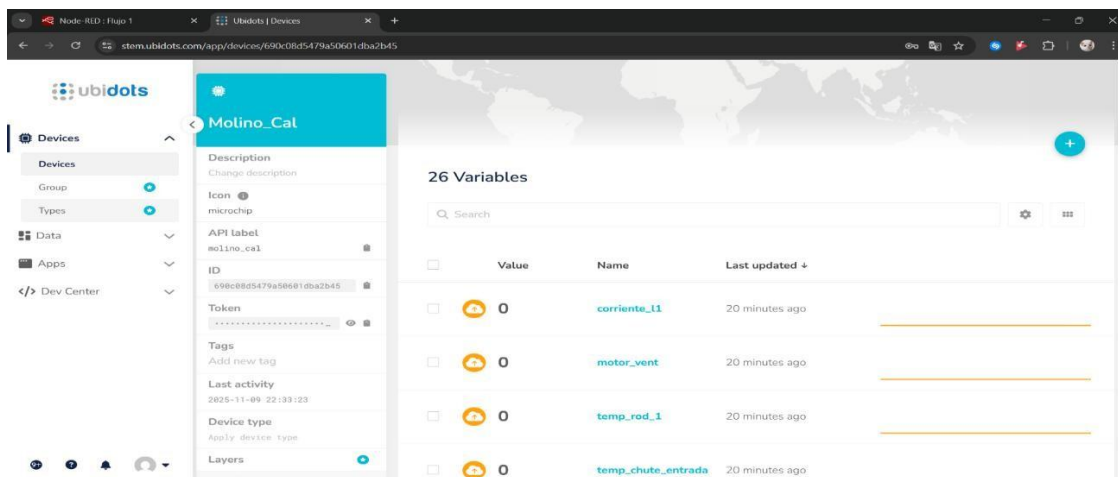 Node-RED : Flujo 1
Ubidots | Devices
stem.ubidots.com/app/devices/690c08d5479a50601dba2b45
ubidots
Devices
Devices
Group
Types
Data
Apps
</> Dev Center
Molino_Cal
Description
Change description
Icon
microchip
API label
molino_cal
ID
690c08d5479a50601dba2b45
Token
Tags
Add new tag
Last activity
2025-11-09 22:33:23
Device type
Apply device type
Layers
26 Variables
Search
Value Name Last updated ↓
0 corriente_l1 20 minutes ago
0 motor_vent 20 minutes ago
0 temp_rod_1 20 minutes ago
0 temp_chute_entrada 20 minutes ago